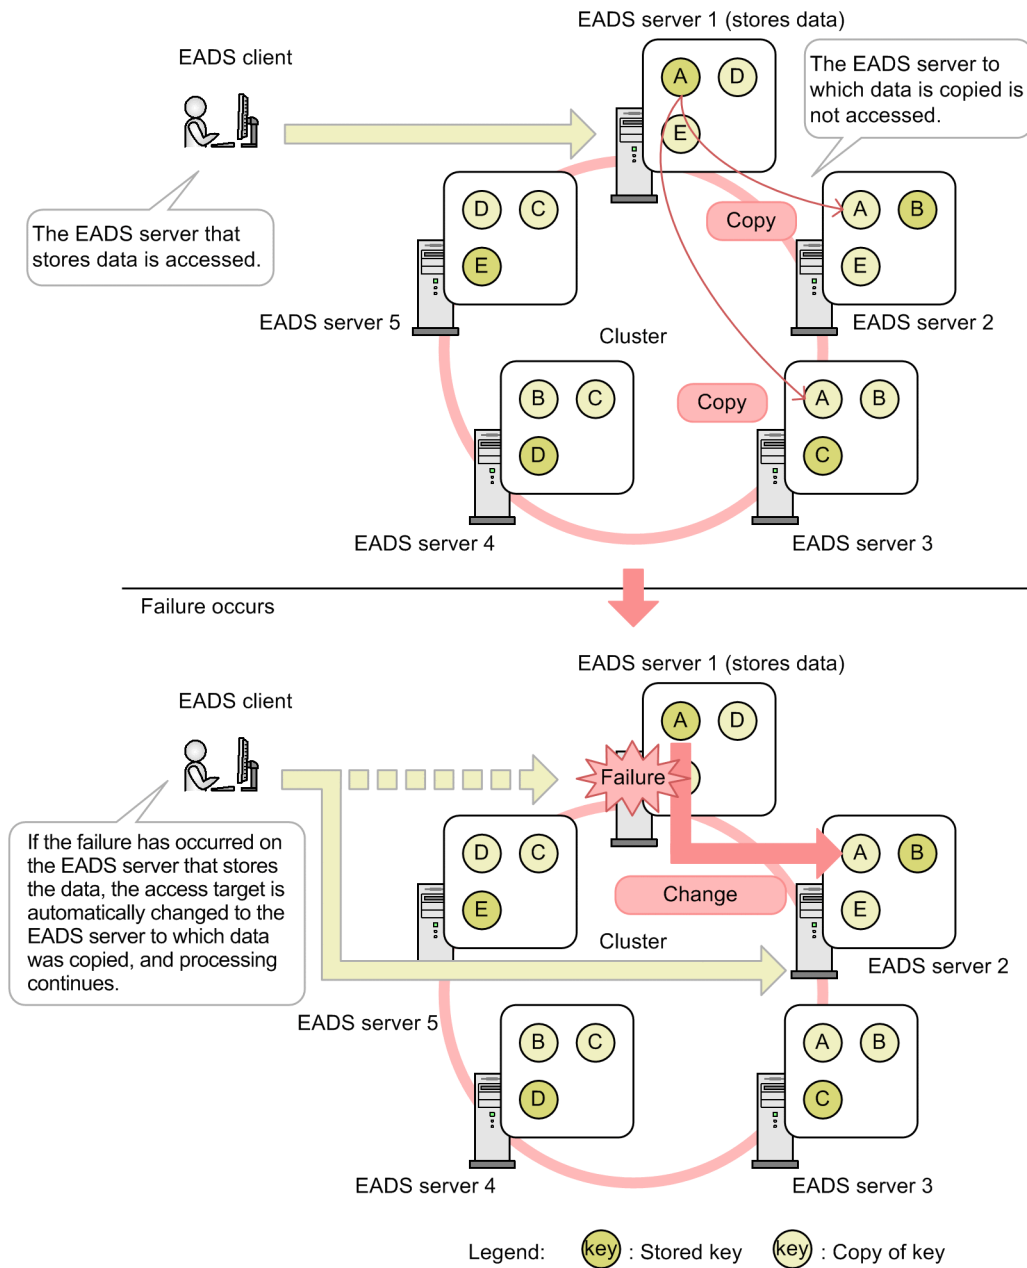 EADS server 1 (stores data)
EADS client
A
D
E
The EADS server to
which data is copied is
not accessed.
The EADS server that
stores data is accessed.
D
C
E
EADS server 5
Copy
A
B
E
EADS server 2
Cluster
B
C
D
EADS server 4
Copy
A
B
C
EADS server 3
Failure occurs
EADS server 1 (stores data)
EADS client
A
D
Failure
If the failure has occurred on
the EADS server that stores
the data, the access target is
automatically changed to the
EADS server to which data
was copied, and processing
continues.
D
C
E
Change
A
B
E
Cluster
EADS server 2
EADS server 5
B
C
D
EADS server 4
A
B
C
EADS server 3
Legend: key : Stored key key : Copy of key